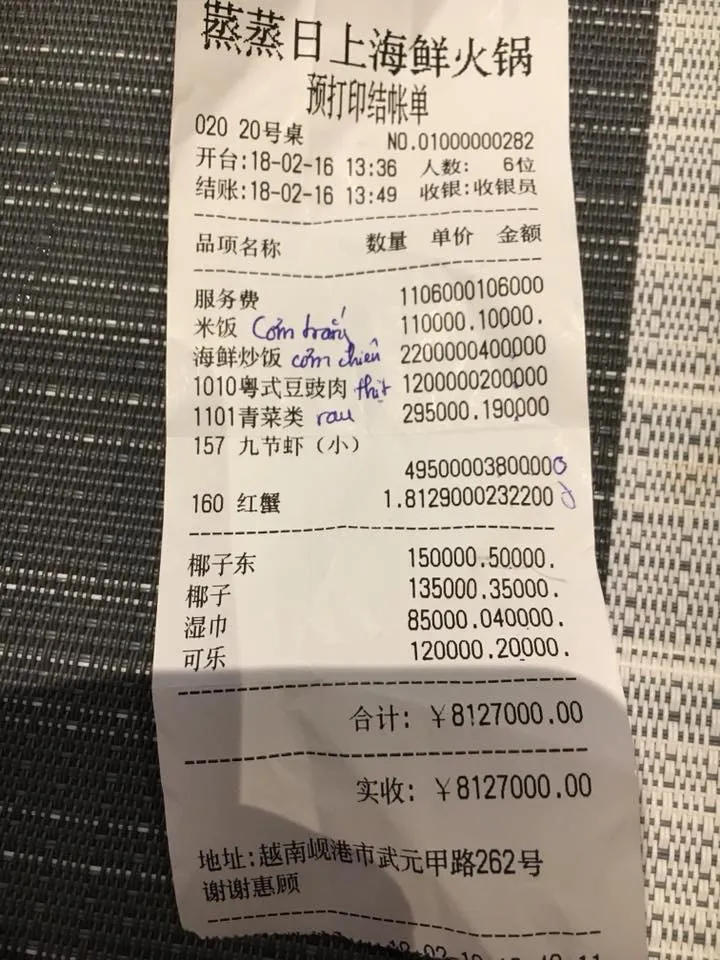 蒸蒸日上海鲜火锅
预打印结帐单
020 20号桌 NO.01000000282
开台:18-02-16 13:36 人数: 6位
结账:18-02-16 13:49 收银:收银员
品项名称 数量 单价 金额
服务费 1106000106000
米饭 Cơm trắng 110000.10000.
海鲜炒饭 cơm chiên 2200000400000
1010粤式豆豉肉 thịt 1200000200000
1101青菜类 rau 295000.190000
157 九节虾（小）
49500003800000
160 红蟹 1.8129000232200
椰子东 150000.50000.
椰子 135000.35000.
湿巾 85000.040000.
可乐 120000.20000.
合计: ￥8127000.00
实收: ￥8127000.00
地址:越南岘港市武元甲路262号
谢谢惠顾